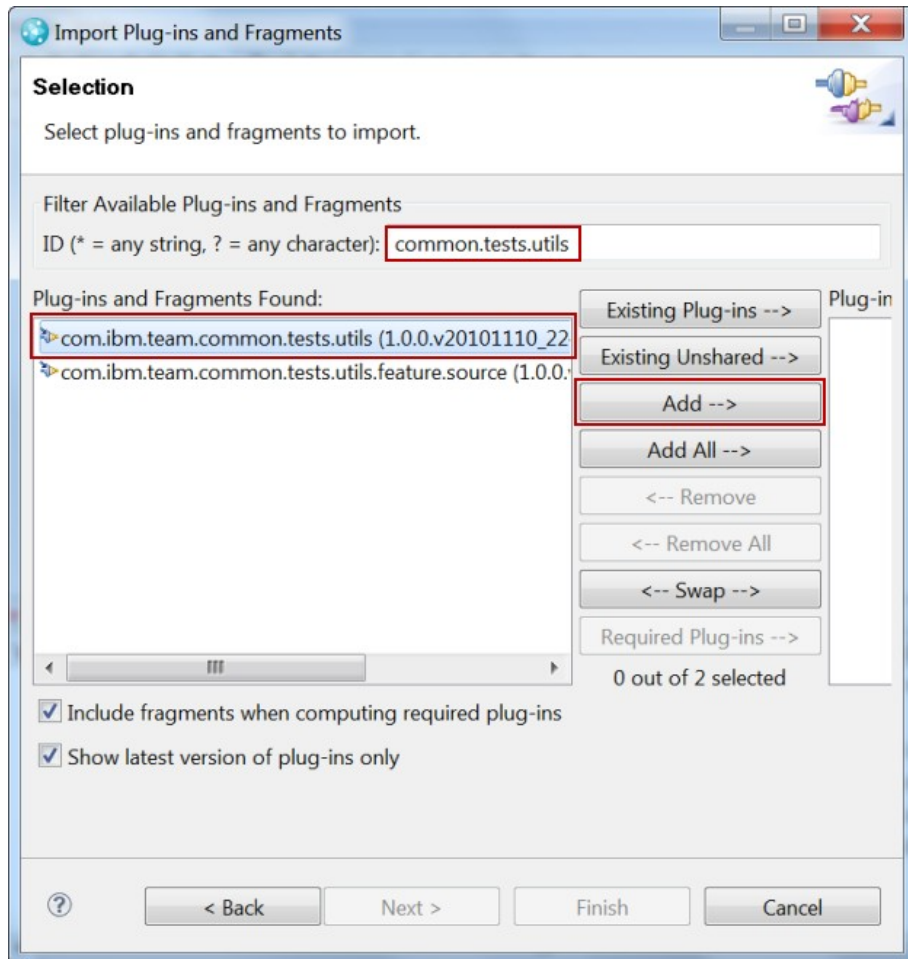 Import Plug-ins and Fragments
Selection
Select plug-ins and fragments to import.
Filter Available Plug-ins and Fragments
ID (* = any string, ? = any character): common.tests.utils
Plug-ins and Fragments Found:
Plug-in
com.ibm.team.common.tests.utils (1.0.0.v20101110_22
com.ibm.team.common.tests.utils.feature.source (1.0.0.
Existing Plug-ins -->
Existing Unshared -->
Add -->
Add All -->
<-- Remove
<-- Remove All
<-- Swap -->
Required Plug-ins -->
0 out of 2 selected
Include fragments when computing required plug-ins
Show latest version of plug-ins only
< Back
Next >
Finish
Cancel